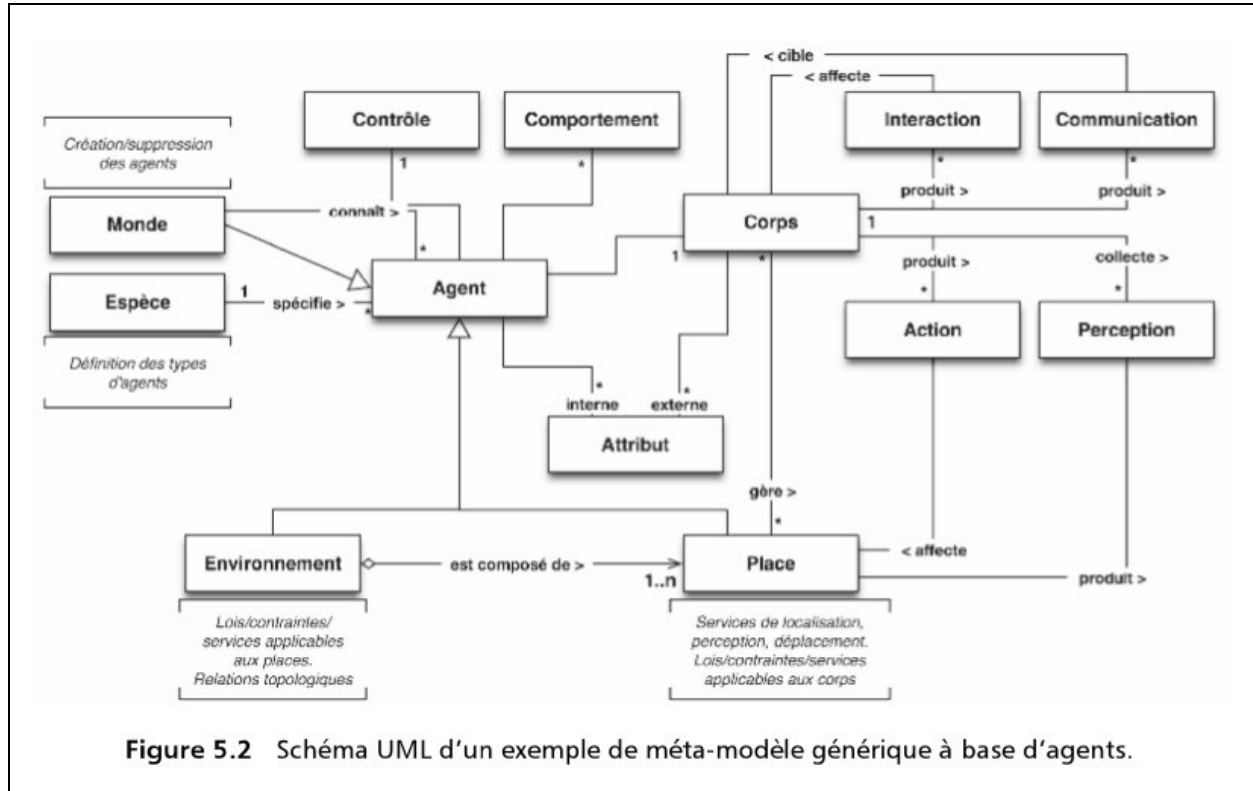 < cible
< affecte
Contrôle
Comportement
Interaction
Communication
Création/suppression
des agents
1
*
*
*
produit >
produit >
Monde
connaît >
*
Corps
1
1
*
Espèce
1
spécifie >
*
Agent
produit >
*
collecte >
*
Action
Perception
Définition des types
d'agents
*
interne
*
externe
Attribut
gère >
*
Environnement
est composé de >
1..n
Place
< affecte
produit >
Lois/contraintes/
services applicables
aux places.
Relations topologiques
Services de localisation,
perception, déplacement.
Lois/contraintes/services
applicables aux corps
Figure 5.2 Schéma UML d'un exemple de méta-modèle générique à base d'agents.